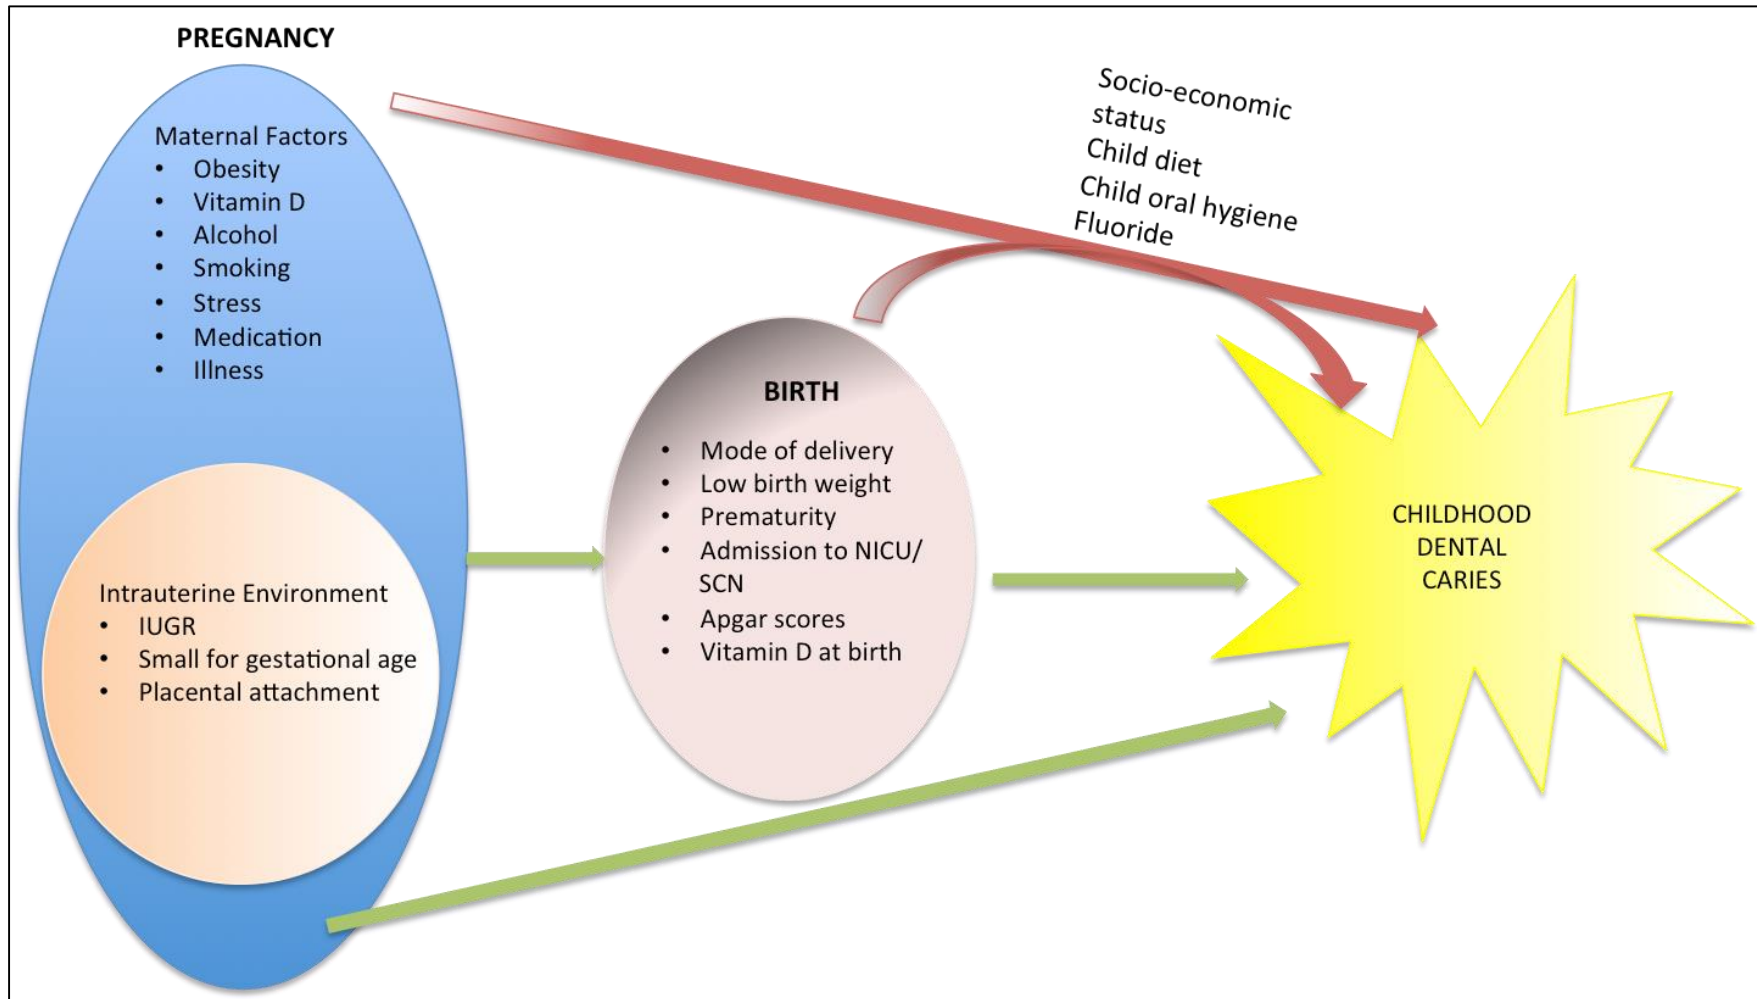 PREGNANCY
Maternal Factors
• Obesity
• Vitamin D
• Alcohol
• Smoking
• Stress
• Medication
• Illness
Intrauterine Environment
• IUGR
• Small for gestational age
• Placental attachment
BIRTH
• Mode of delivery
• Low birth weight
• Prematurity
• Admission to NICU/
SCN
• Apgar scores
• Vitamin D at birth
Socio-economic
status
Child diet
Child oral hygiene
Fluoride
CHILDHOOD
DENTAL
CARIES